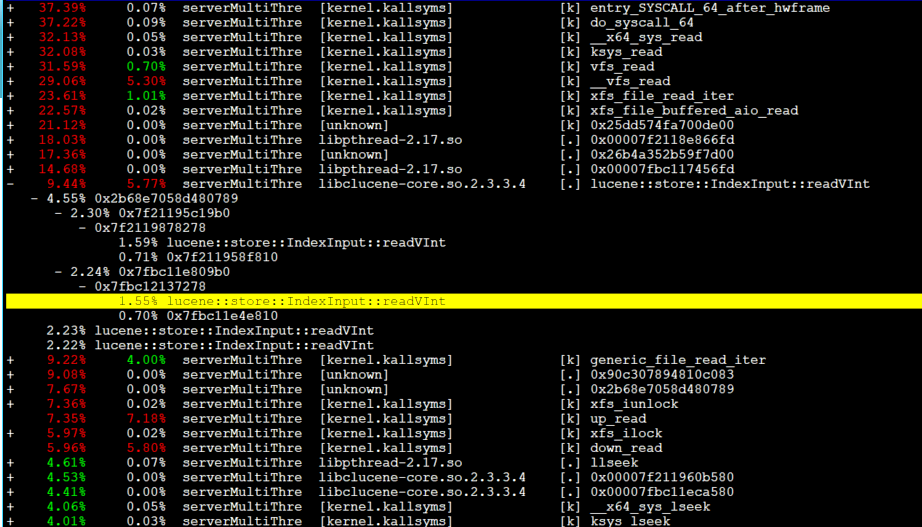 + 37.39% 0.07% serverMultiThre [kernel.kallsyms] [k] entry_SYSCALL_64_after_hwframe
+ 37.22% 0.09% serverMultiThre [kernel.kallsyms] [k] do_syscall_64
+ 32.13% 0.05% serverMultiThre [kernel.kallsyms] [k] __x64_sys_read
+ 32.08% 0.03% serverMultiThre [kernel.kallsyms] [k] ksys_read
+ 31.59% 0.70% serverMultiThre [kernel.kallsyms] [k] vfs_read
+ 29.06% 5.30% serverMultiThre [kernel.kallsyms] [k] __vfs_read
+ 23.61% 1.01% serverMultiThre [kernel.kallsyms] [k] xfs_file_read_iter
+ 22.57% 0.02% serverMultiThre [kernel.kallsyms] [k] xfs_file_buffered_aio_read
+ 21.12% 0.00% serverMultiThre [unknown] [k] 0x25dd574fa700de00
+ 18.03% 0.00% serverMultiThre libpthread-2.17.so [.] 0x00007f2118e866fd
+ 17.36% 0.00% serverMultiThre [unknown] [k] 0x26b4a352b59f7d00
+ 14.68% 0.00% serverMultiThre libpthread-2.17.so [.] 0x00007fbc117456fd
- 9.44% 5.77% serverMultiThre libclucene-core.so.2.3.3.4 [.] lucene::store::IndexInput::readVInt
- 4.55% 0x2b68e7058d480789
- 2.30% 0x7f21195c19b0
- 0x7f2119878278
1.59% lucene::store::IndexInput::readVInt
0.71% 0x7f211958f810
- 2.24% 0x7fbc11e809b0
- 0x7fbc12137278
1.55% lucene::store::IndexInput::readVInt
0.70% 0x7fbc11e4e810
2.23% lucene::store::IndexInput::readVInt
2.22% lucene::store::IndexInput::readVInt
+ 9.22% 4.00% serverMultiThre [kernel.kallsyms] [k] generic_file_read_iter
+ 9.08% 0.00% serverMultiThre [unknown] [.] 0x90c307894810c083
+ 7.67% 0.00% serverMultiThre [unknown] [.] 0x2b68e7058d480789
+ 7.36% 0.02% serverMultiThre [kernel.kallsyms] [k] xfs_iunlock
7.35% 7.18% serverMultiThre [kernel.kallsyms] [k] up_read
+ 5.97% 0.02% serverMultiThre [kernel.kallsyms] [k] xfs_ilock
5.96% 5.80% serverMultiThre [kernel.kallsyms] [k] down_read
+ 4.61% 0.07% serverMultiThre libpthread-2.17.so [.] llseek
+ 4.53% 0.00% serverMultiThre libclucene-core.so.2.3.3.4 [.] 0x00007f211960b580
+ 4.41% 0.00% serverMultiThre libclucene-core.so.2.3.3.4 [.] 0x00007fbc11eca580
+ 4.06% 0.05% serverMultiThre [kernel.kallsyms] [k] __x64_sys_lseek
+ 4.01% 0.03% serverMultiThre [kernel.kallsyms] [k] ksys_lseek